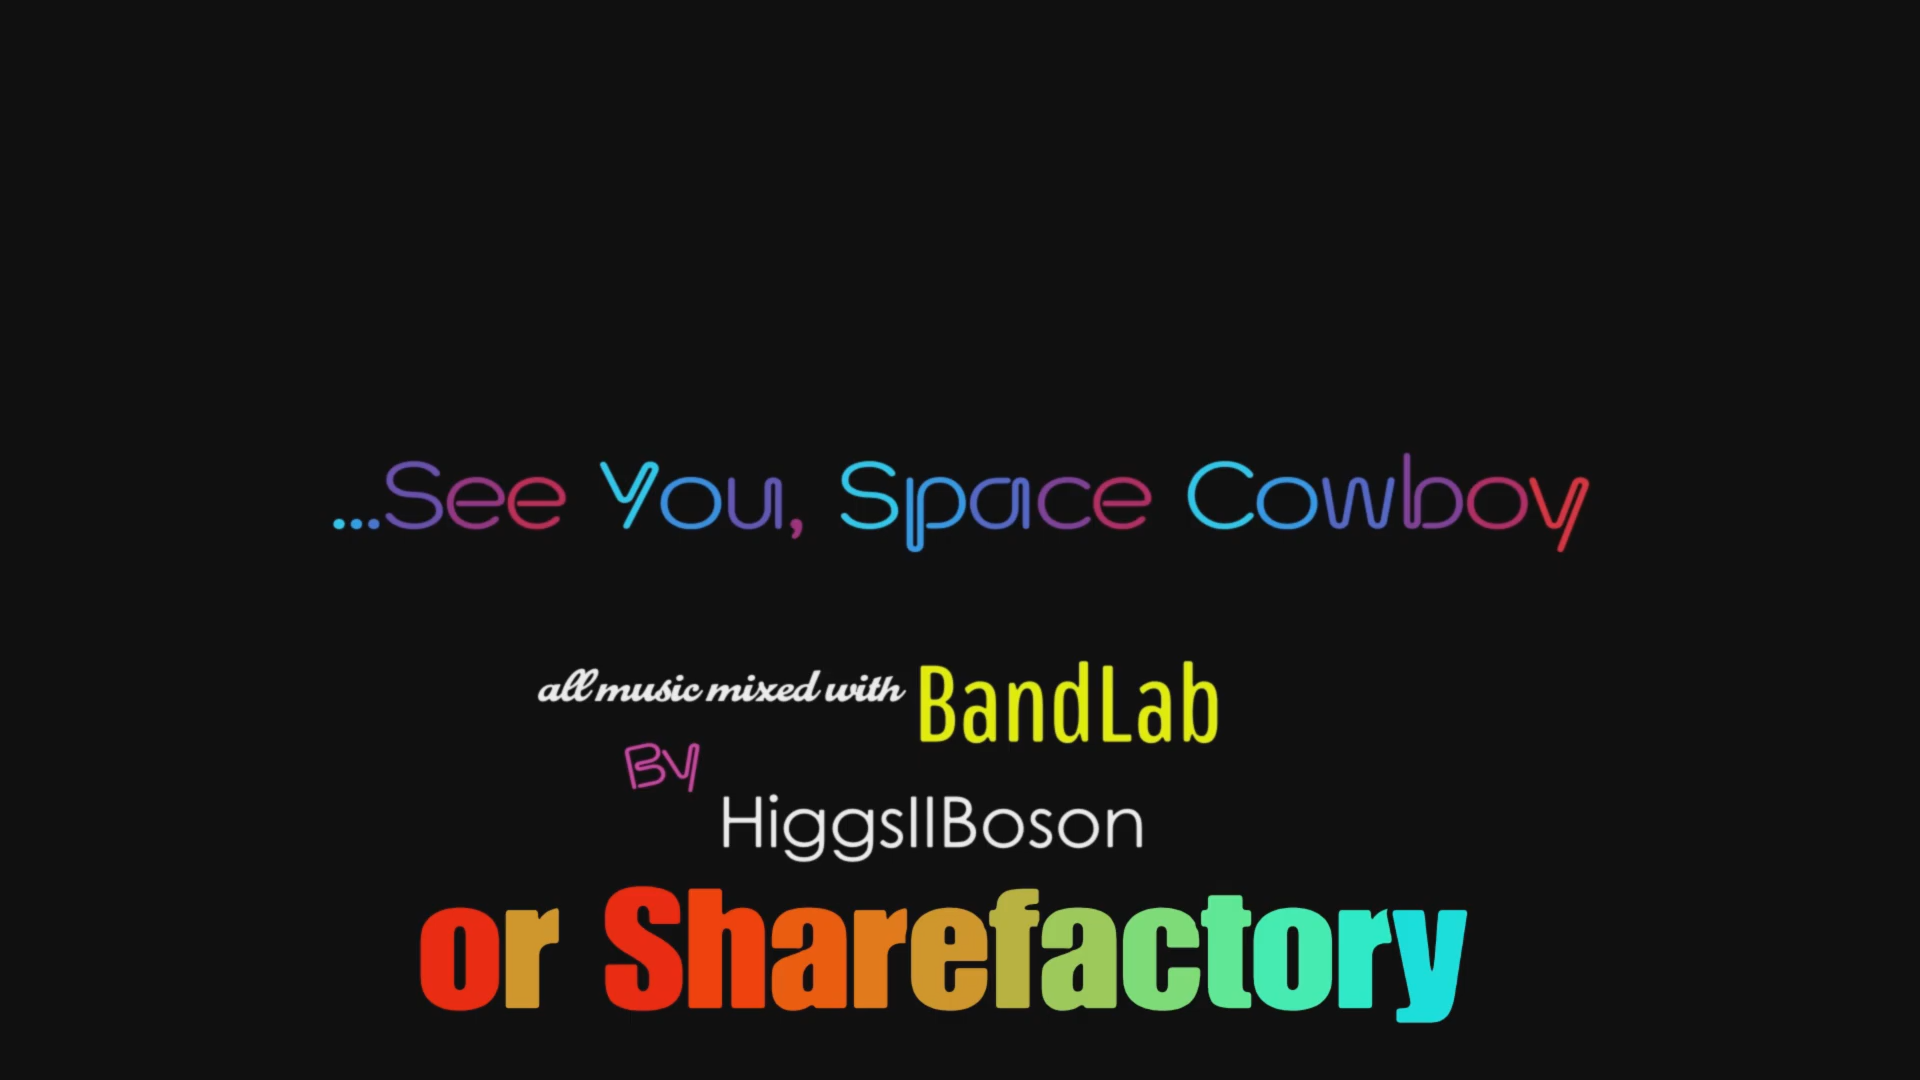 ...See You, Space Cowboy
all music mixed with BandLab
By
HiggsIIBoson
or Sharefactory